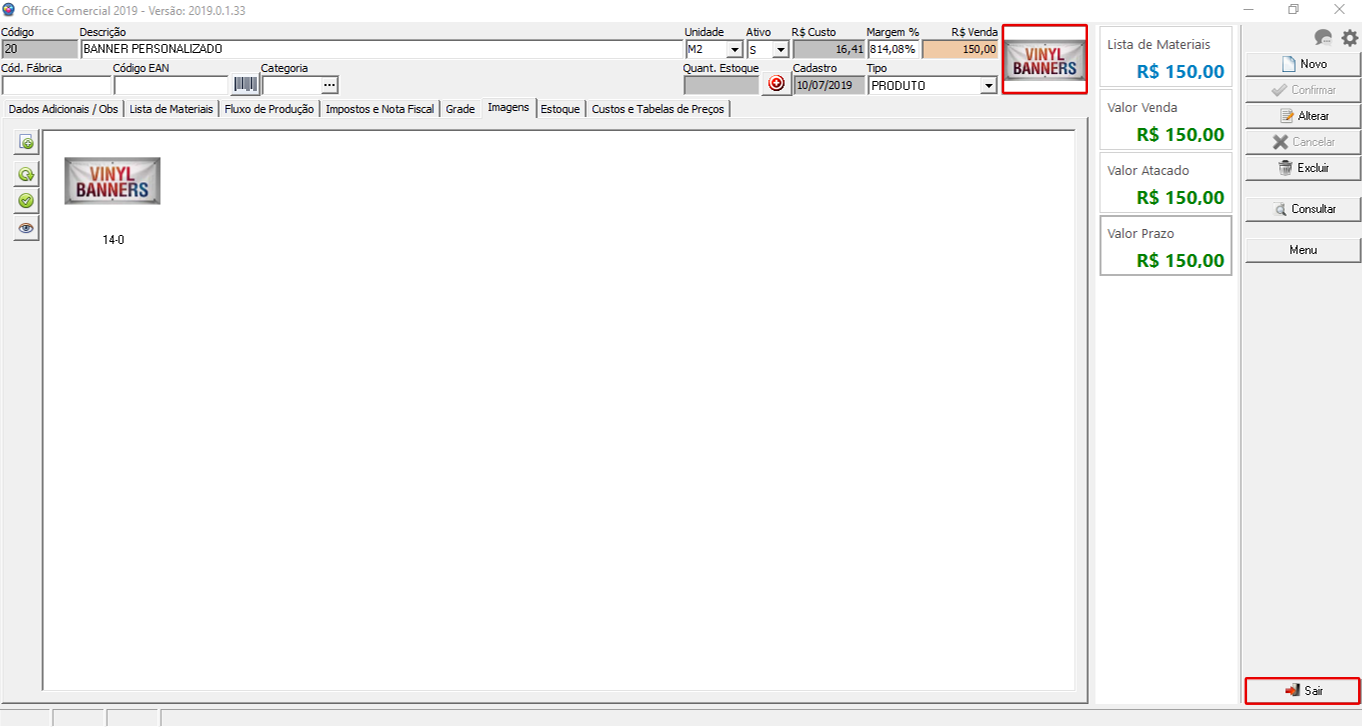 Office Comercial 2019 - Versão: 2019.0.1.33
Código Descrição Unidade Ativo R$ Custo Margem % R$ Venda
20 BANNER PERSONALIZADO M2 S 16,41 814,08% 150,00
Cód. Fábrica Código EAN Categoria Quant. Estoque Cadastro Tipo
... 10/07/2019 PRODUTO
VINYL
BANNERS
Dados Adicionais / Obs Lista de Materiais Fluxo de Produção Impostos e Nota Fiscal Grade Imagens Estoque Custos e Tabelas de Preços
VINYL
BANNERS
14-0
Lista de Materiais
R$ 150,00
Valor Venda
R$ 150,00
Valor Atacado
R$ 150,00
Valor Prazo
R$ 150,00
Novo
Confirmar
Alterar
Cancelar
Excluir
Consultar
Menu
Sair